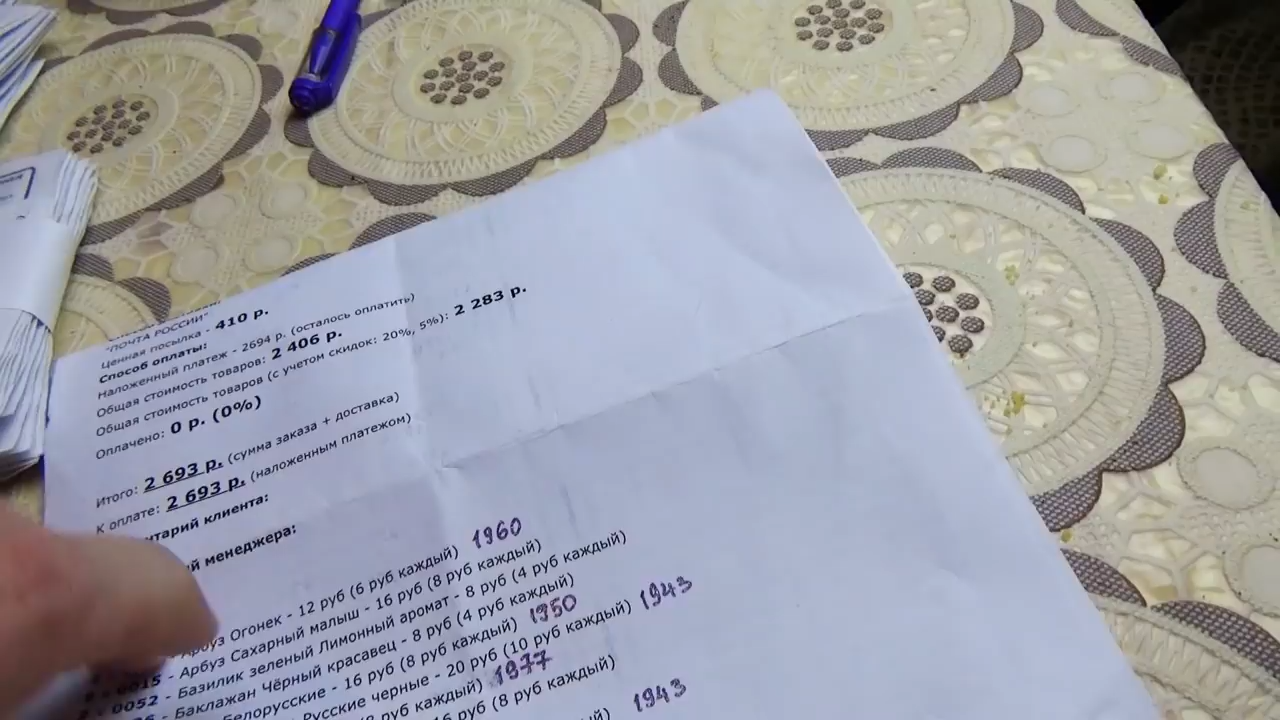 "ПОЧТА РОССИИ"
Ценная посылка - 410 р.
Способ оплаты:
Наложенный платеж - 2694 р. (осталось оплатить)
Общая стоимость товаров: 2 406 р.
Общая стоимость товаров (с учетом скидок: 20%, 5%): 2 283 р.
Оплачено: 0 р. (0%)
Итого: 2 693 р. (сумма заказа + доставка)
К оплате: 2 693 р. (наложенным платежом)
нтарий клиента:
ий менеджера:
Арбуз Огонек - 12 руб (6 руб каждый) 1960
0015 - Арбуз Сахарный малыш - 16 руб (8 руб каждый)
0052 - Базилик зеленый Лимонный аромат - 8 руб (4 руб каждый)
- Баклажан Чёрный красавец - 8 руб (4 руб каждый)
Белорусские - 16 руб (8 руб каждый) 1950
Русские черные - 20 руб (10 руб каждый) 1943
руб каждый) 1977
руб (8 руб каждый)
1943